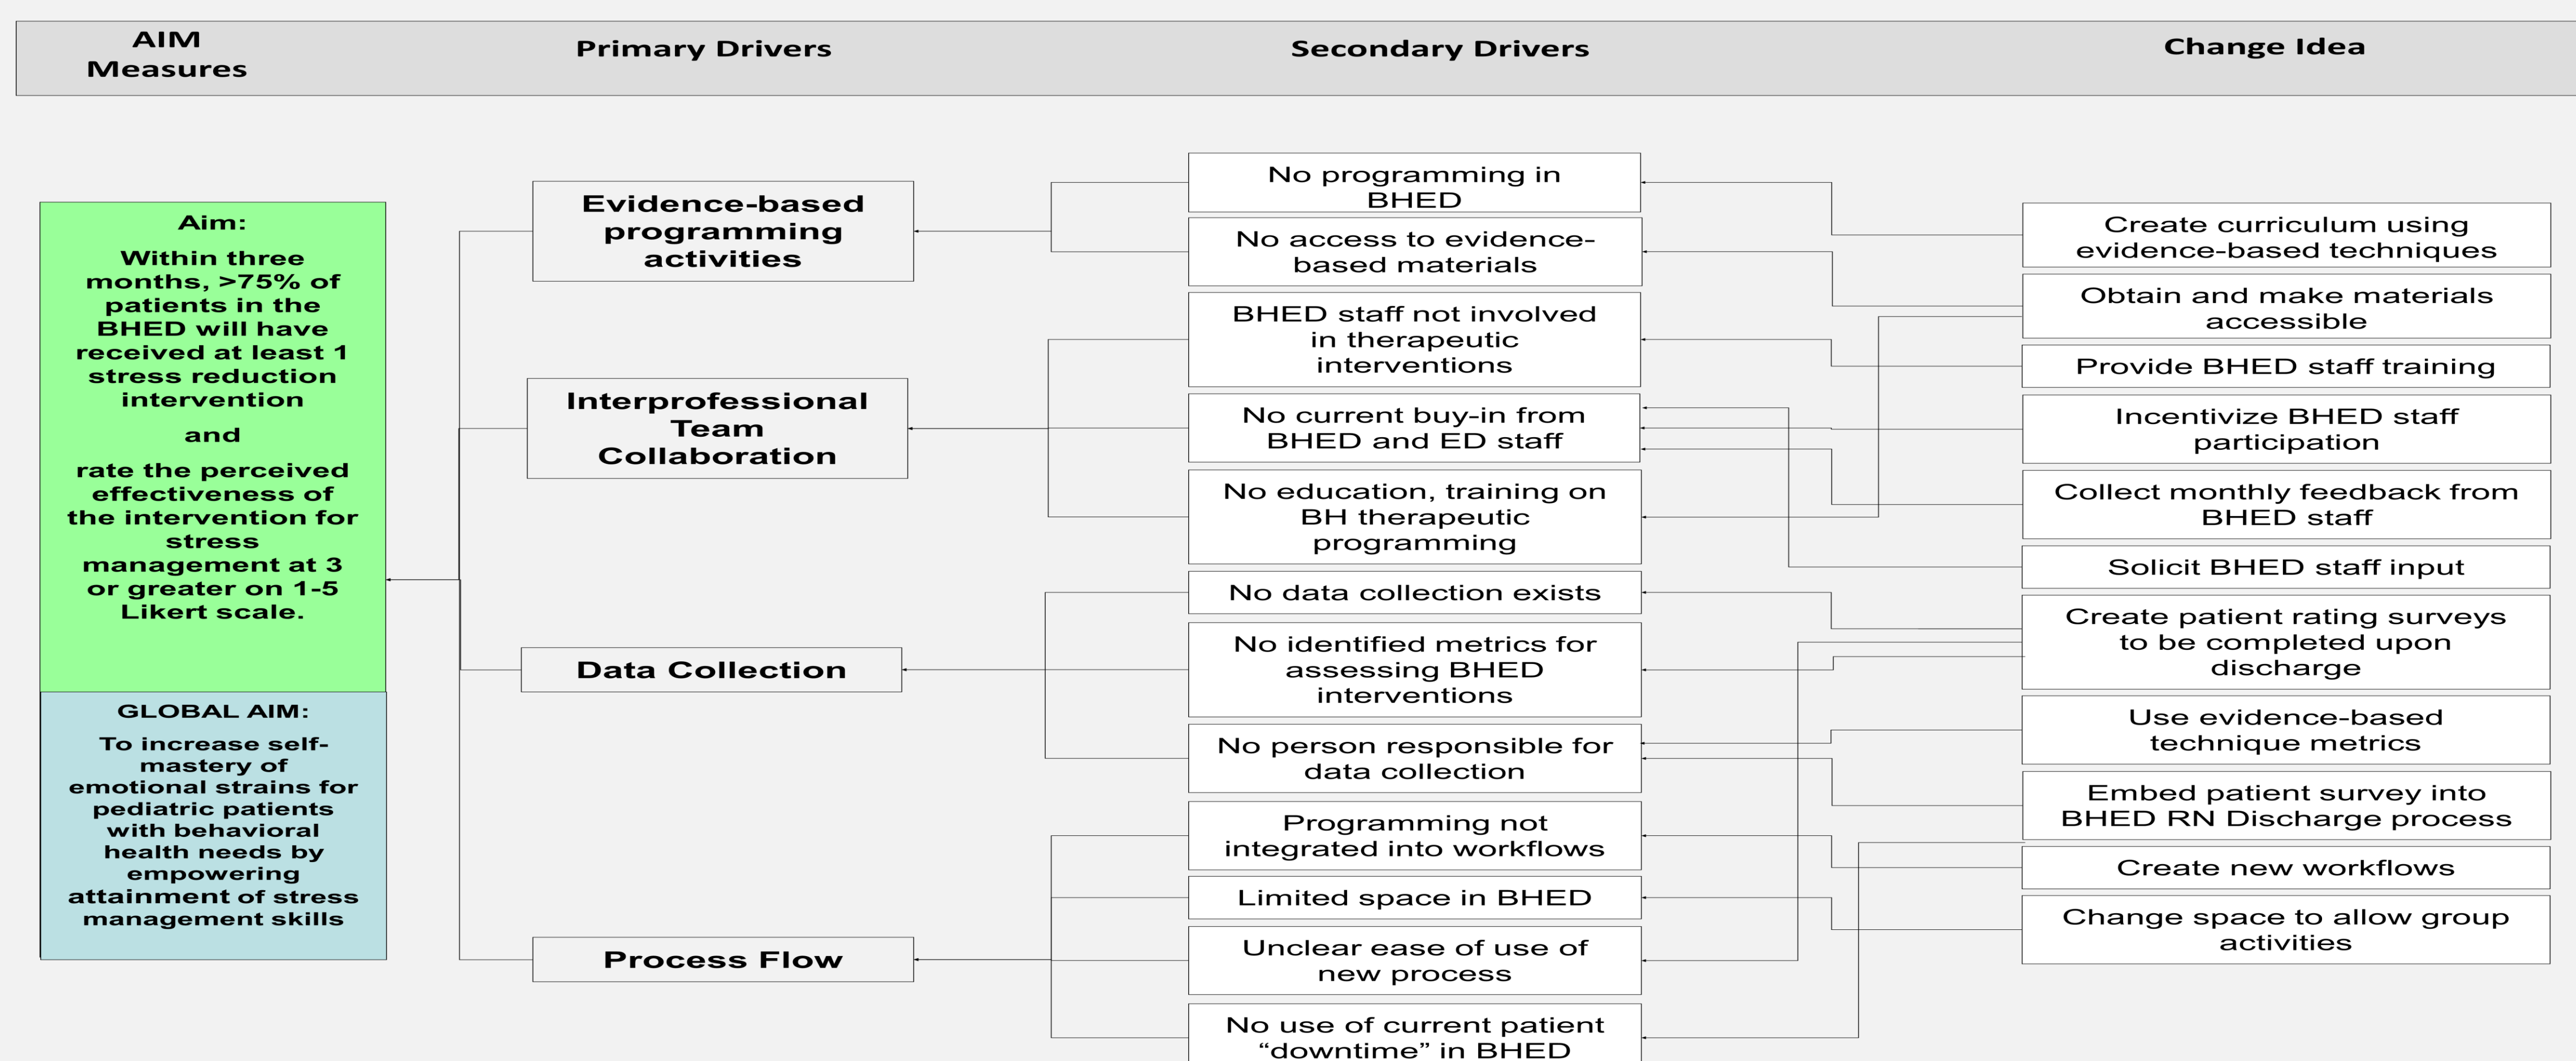 AIM
Measures
Primary Drivers
Secondary Drivers
Change Idea
Aim:
Within three
months, >75% of
patients in the
BHED will have
received at least 1
stress reduction
intervention
and
rate the perceived
effectiveness of
the intervention for
stress
management at 3
or greater on 1-5
Likert scale.
GLOBAL AIM:
To increase self-
mastery of
emotional strains for
pediatric patients
with behavioral
health needs by
empowering
attainment of stress
management skills
Evidence-based
programming
activities
Interprofessional
Team
Collaboration
Data Collection
Process Flow
No programming in
BHED
No access to evidence-
based materials
BHED staff not involved
in therapeutic
interventions
No current buy-in from
BHED and ED staff
No education, training on
BH therapeutic
programming
No data collection exists
No identified metrics for
assessing BHED
interventions
No person responsible for
data collection
Programming not
integrated into workflows
Limited space in BHED
Unclear ease of use of
new process
No use of current patient
“downtime” in BHED
Create curriculum using
evidence-based techniques
Obtain and make materials
accessible
Provide BHED staff training
Incentivize BHED staff
participation
Collect monthly feedback from
BHED staff
Solicit BHED staff input
Create patient rating surveys
to be completed upon
discharge
Use evidence-based
technique metrics
Embed patient survey into
BHED RN Discharge process
Create new workflows
Change space to allow group
activities